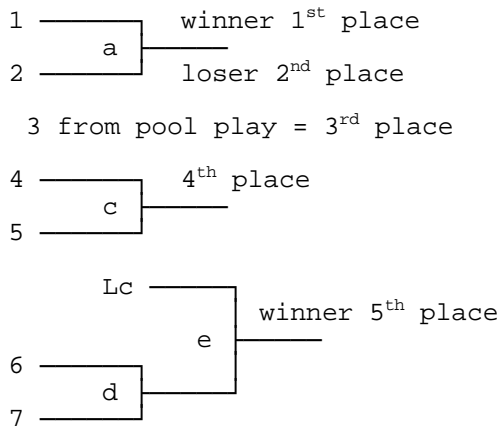 1 winner 1st place
a
2 loser 2nd place
3 from pool play = 3rd place
4 4th place
c
5
Lc
winner 5th place
e
6
d
7